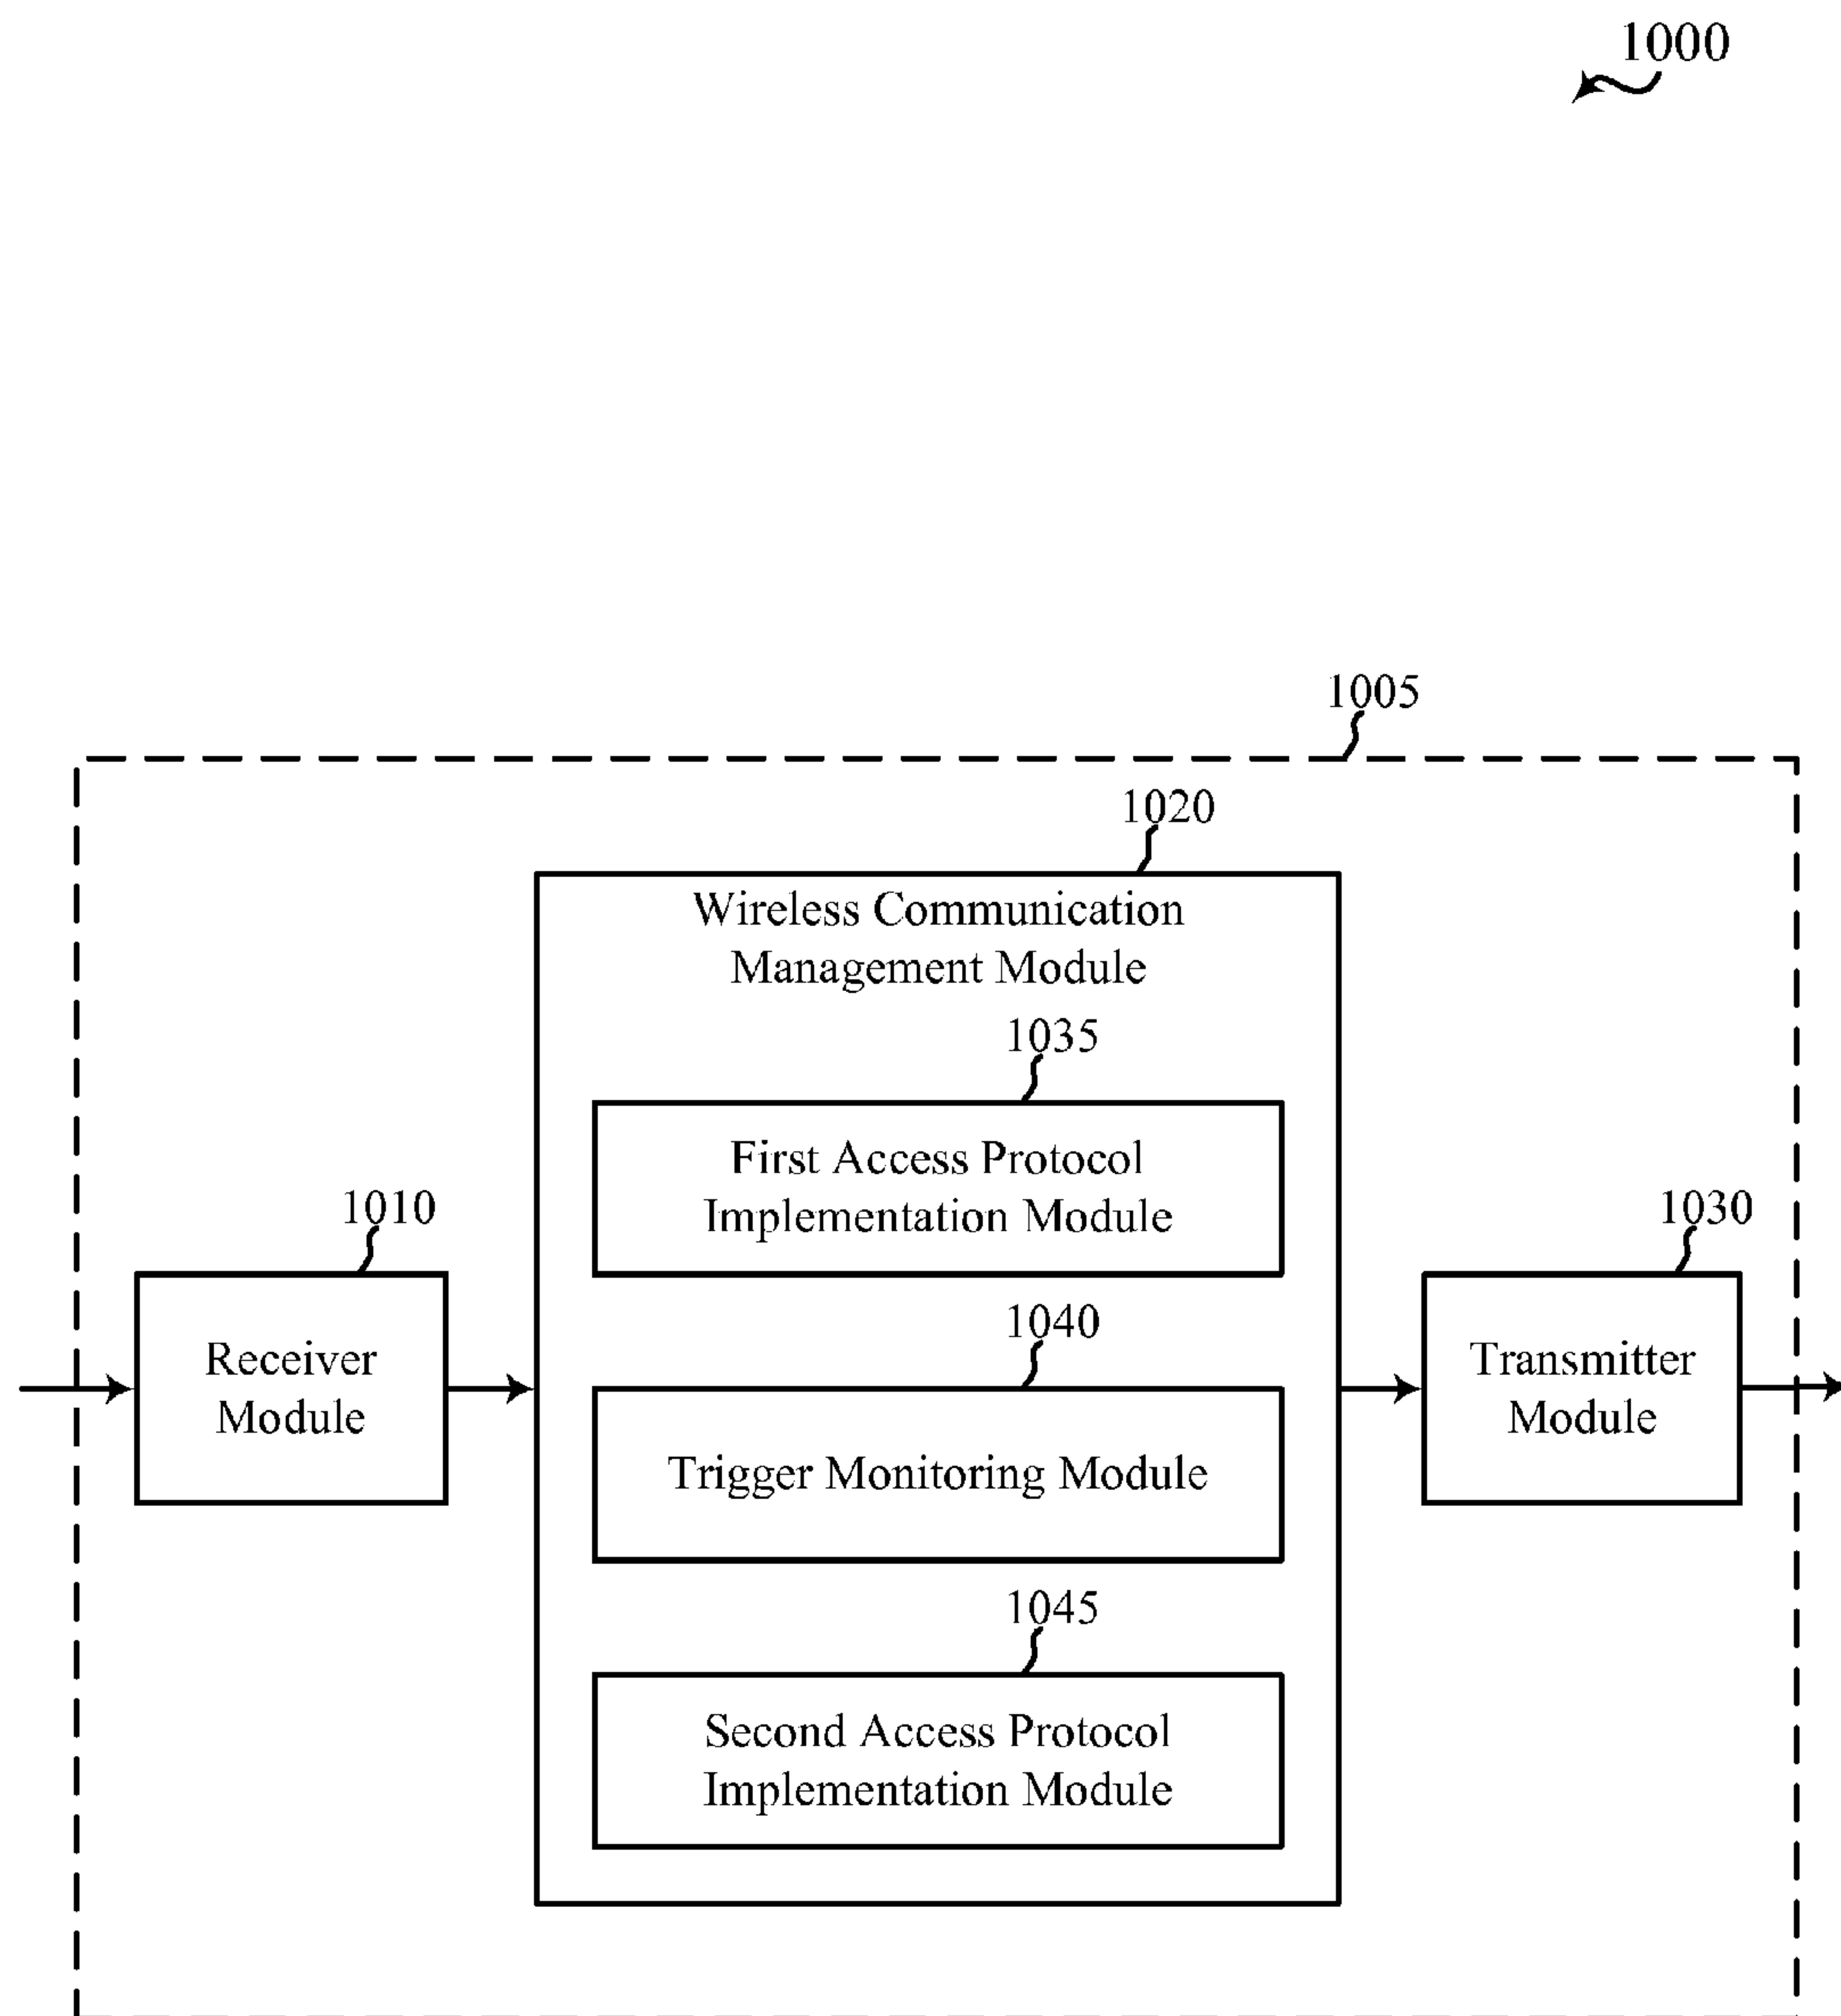 1000
1005
1020
Wireless Communication
Management Module
1035
First Access Protocol
Implementation Module
1010
Receiver
Module
1040
Trigger Monitoring Module
1030
Transmitter
Module
1045
Second Access Protocol
Implementation Module